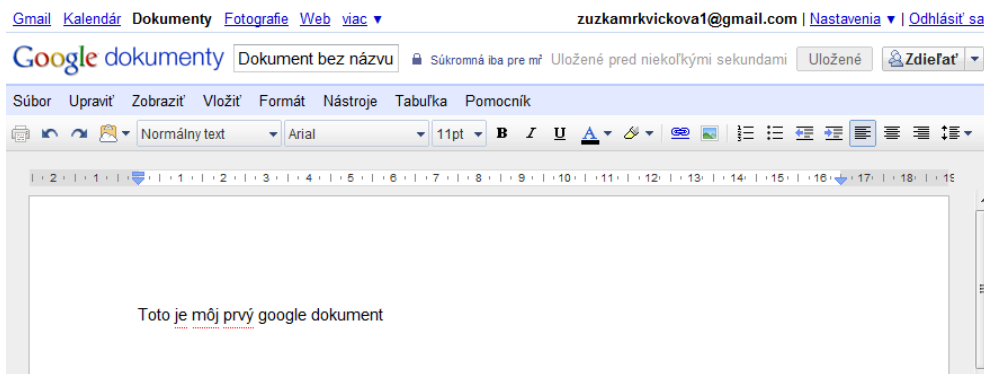 Gmail Kalendár Dokumenty Fotografie Web viac ▼ zuzkamrkvickova1@gmail.com | Nastavenia ▼ | Odhlásiť sa
Google dokumenty Dokument bez názvu Súkromná iba pre mň Uložené pred niekoľkými sekundami Uložené Zdieľať
Súbor Upraviť Zobraziť Vložiť Formát Nástroje Tabuľka Pomocník
Normálny text Arial 11pt B I U A
2 1 1 2 3 4 5 6 7 8 9 10 11 12 13 14 15 16 17 18 19
Toto je môj prvý google dokument